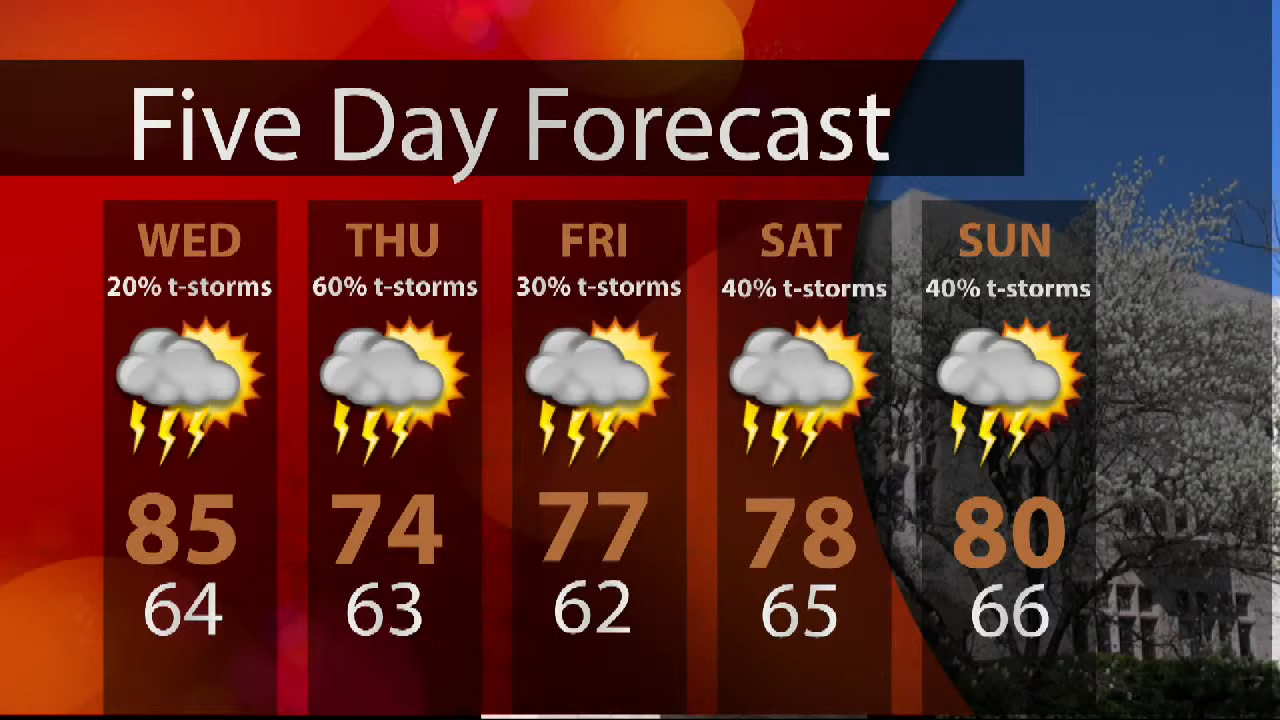 Five Day Forecast
WED THU FRI SAT SUN
20% t-storms 60% t-storms 30% t-storms 40% t-storms 40% t-storms
85 74 77 78 80
64 63 62 65 66